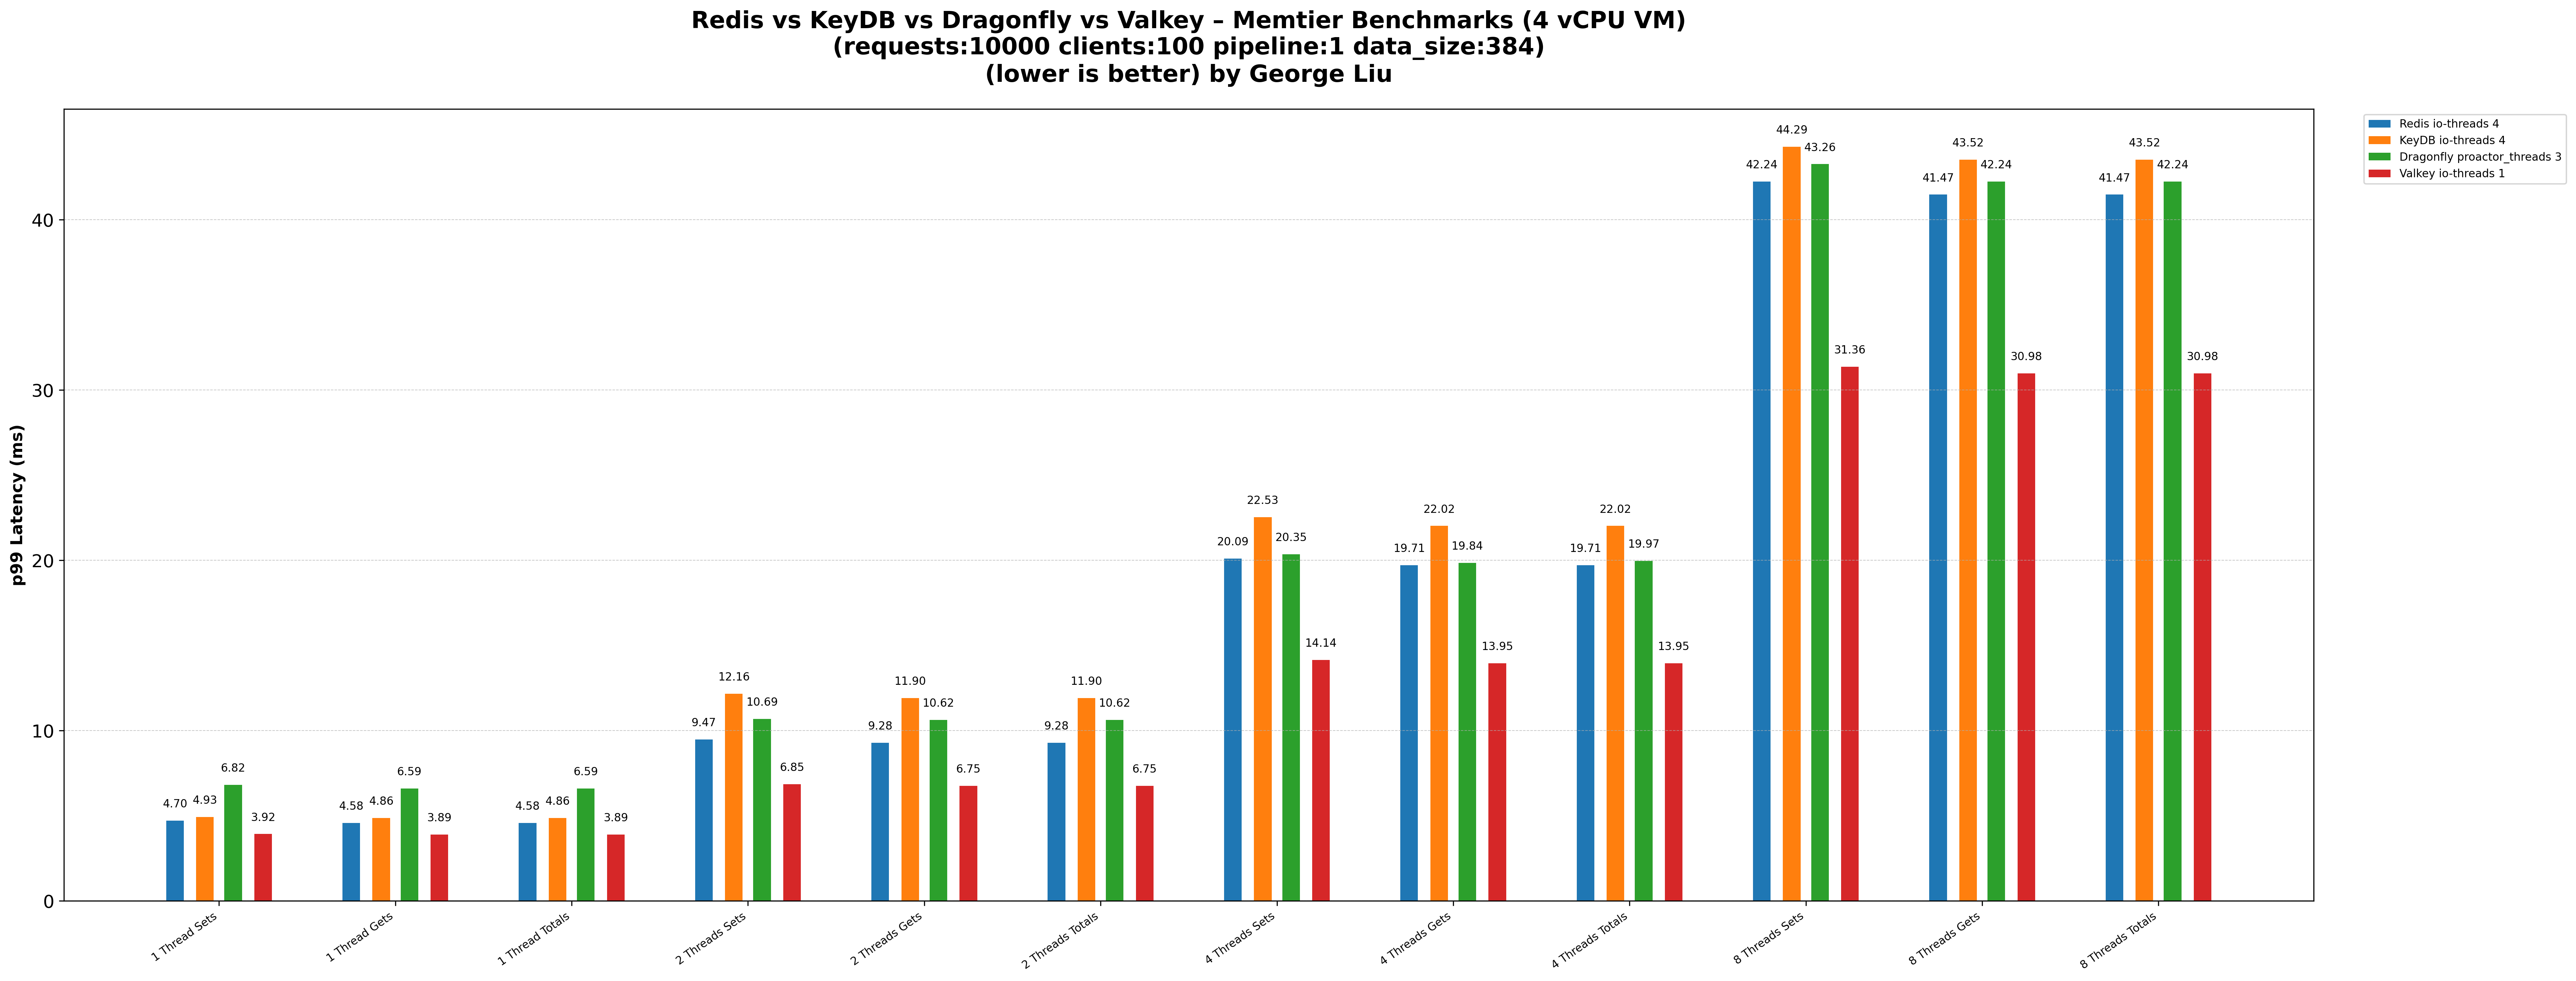 Redis vs KeyDB vs Dragonfly vs Valkey – Memtier Benchmarks (4 vCPU VM)
(requests:10000 clients:100 pipeline:1 data_size:384)
(lower is better) by George Liu
Redis io-threads 4
KeyDB io-threads 4
Dragonfly proactor_threads 3
Valkey io-threads 1
p99 Latency (ms)
40
30
20
10
0
4.70 4.93 6.82 3.92
4.58 4.86 6.59 3.89
4.58 4.86 6.59 3.89
9.47 12.16 10.69 6.85
9.28 11.90 10.62 6.75
9.28 11.90 10.62 6.75
20.09 22.53 20.35 14.14
19.71 22.02 19.84 13.95
19.71 22.02 19.97 13.95
42.24 44.29 43.26 31.36
41.47 43.52 42.24 30.98
41.47 43.52 42.24 30.98
1 Thread Sets
1 Thread Gets
1 Thread Totals
2 Threads Sets
2 Threads Gets
2 Threads Totals
4 Threads Sets
4 Threads Gets
4 Threads Totals
8 Threads Sets
8 Threads Gets
8 Threads Totals